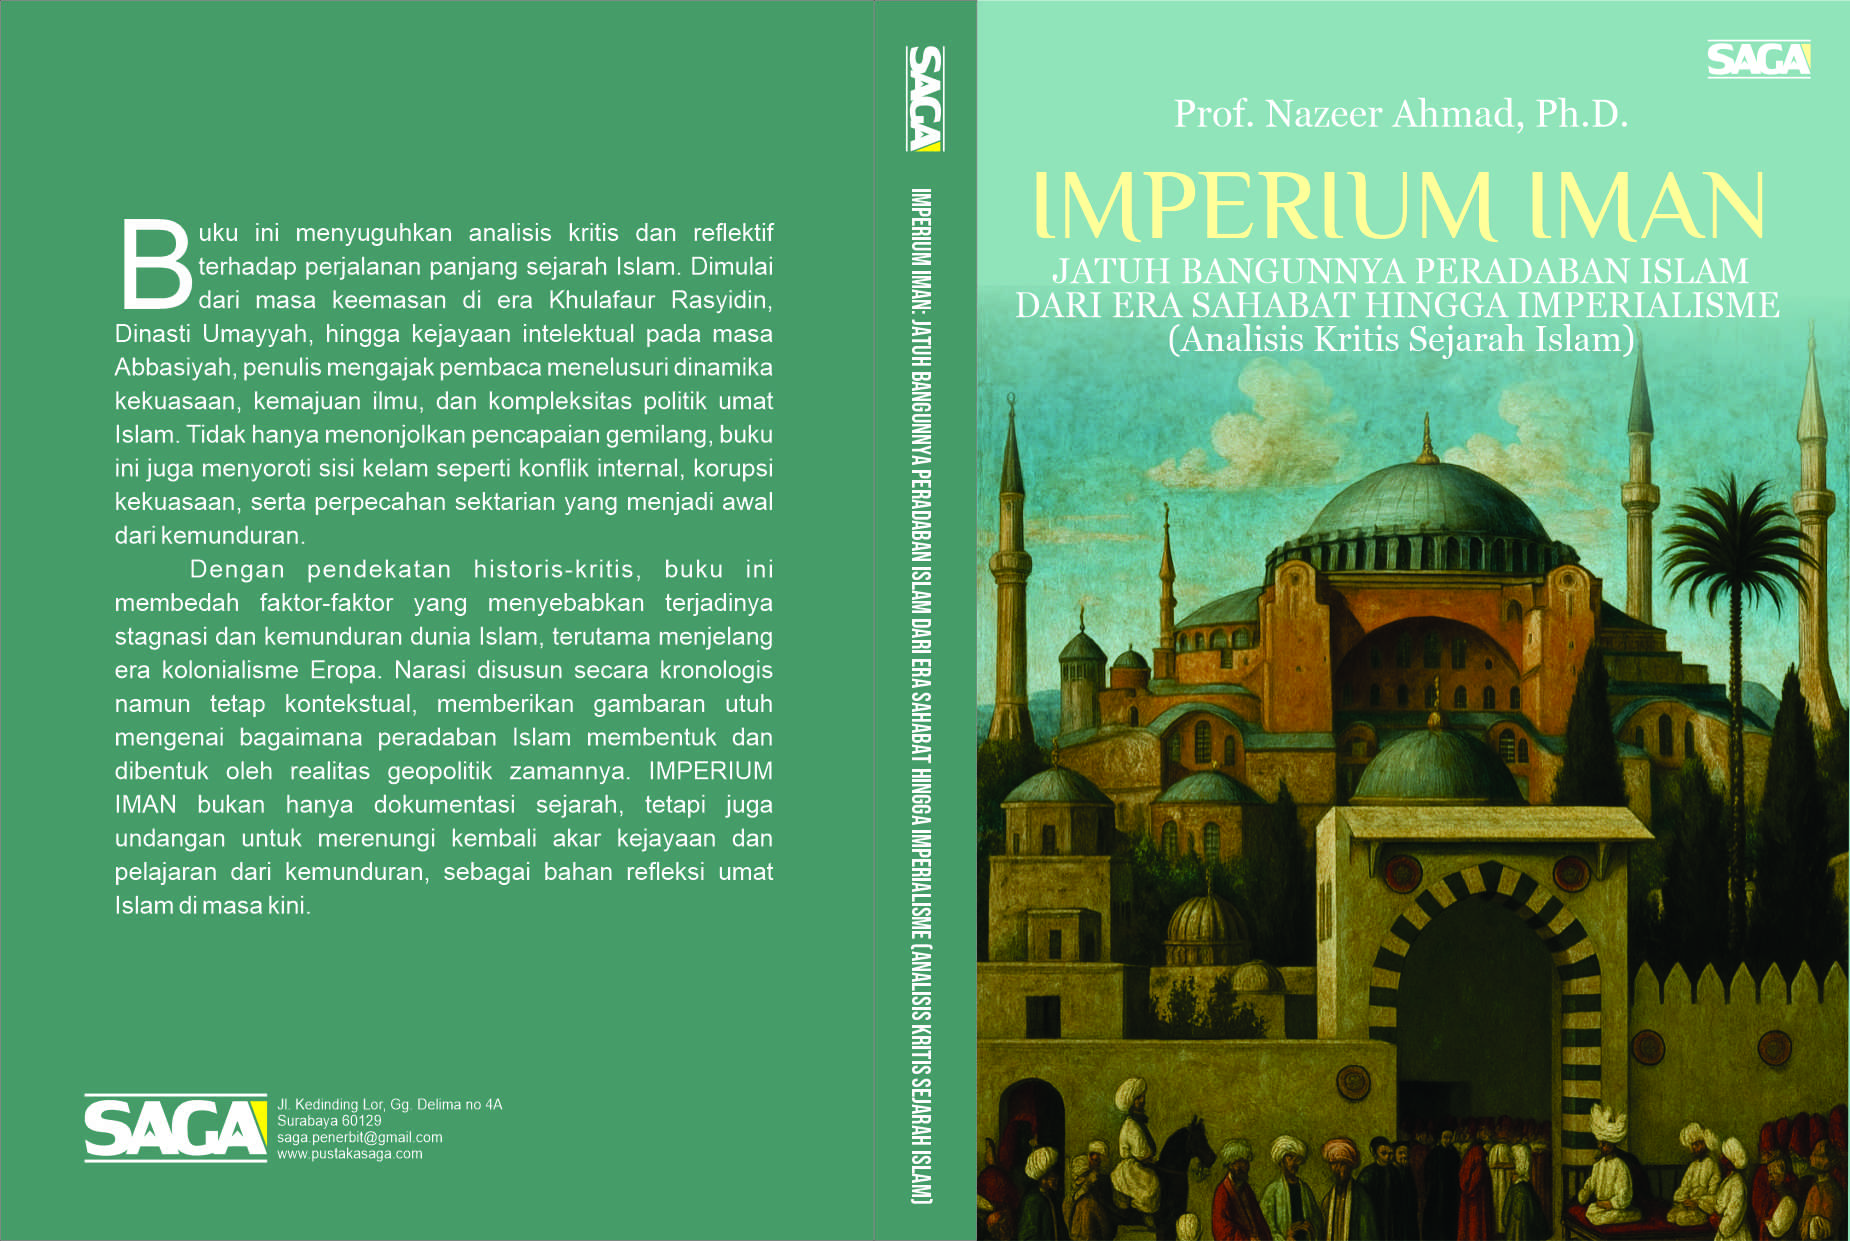 Buku ini menyuguhkan analisis kritis dan reflektif
terhadap perjalanan panjang sejarah Islam. Dimulai
dari masa keemasan di era Khulafaur Rasyidin,
Dinasti Umayyah, hingga kejayaan intelektual pada masa
Abbasiyah, penulis mengajak pembaca menelusuri dinamika
kekuasaan, kemajuan ilmu, dan kompleksitas politik umat
Islam. Tidak hanya menonjolkan pencapaian gemilang, buku
ini juga menyoroti sisi kelam seperti konflik internal, korupsi
kekuasaan, serta perpecahan sektarian yang menjadi awal
dari kemunduran.
Dengan pendekatan historis-kritis, buku ini
membedah faktor-faktor yang menyebabkan terjadinya
stagnasi dan kemunduran dunia Islam, terutama menjelang
era kolonialisme Eropa. Narasi disusun secara kronologis
namun tetap kontekstual, memberikan gambaran utuh
mengenai bagaimana peradaban Islam membentuk dan
dibentuk oleh realitas geopolitik zamannya. IMPERIUM
IMAN bukan hanya dokumentasi sejarah, tetapi juga
undangan untuk merenungi kembali akar kejayaan dan
pelajaran dari kemunduran, sebagai bahan refleksi umat
Islam di masa kini.
SAGA
Jl. Kedinding Lor, Gg. Delima no 4A
Surabaya 60129
saga.penerbit@gmail.com
www.pustakasaga.com
SAGA
IMPERIUM IMAN: JATUH BANGUNNYA PERADABAN ISLAM DARI ERA SAHABAT HINGGA IMPERIALISME (ANALISIS KRITIS SEJARAH ISLAM)
SAGA
Prof. Nazeer Ahmad, Ph.D.
IMPERIUM IMAN
JATUH BANGUNNYA PERADABAN ISLAM
DARI ERA SAHABAT HINGGA IMPERIALISME
(Analisis Kritis Sejarah Islam)